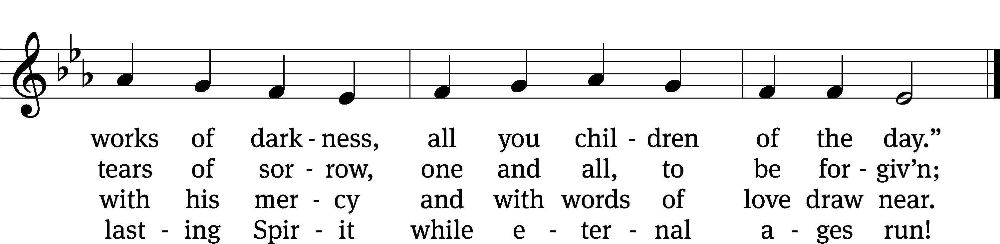 works of dark - ness, all you chil - dren of the day.”
tears of sor - row, one and all, to be for - giv’n;
with his mer - cy and with words of love draw near.
last - ing Spir - it while e - ter - nal a - ges run!